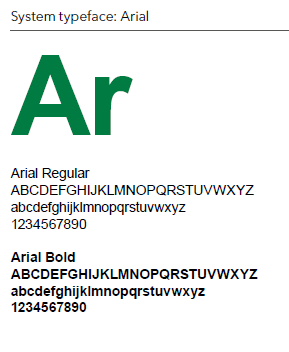 System typeface: Arial
Ar
Arial Regular
ABCDEFGHIJKLMNOPQRSTUVWXYZ
abcdefghijklmnopqrstuvwxyz
1234567890
Arial Bold
ABCDEFGHIJKLMNOPQRSTUVWXYZ
abcdefghijklmnopqrstuvwxyz
1234567890